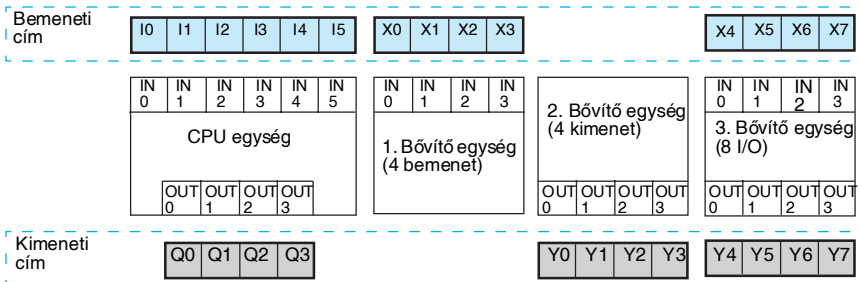 Bemeneti
cím
I0 I1 I2 I3 I4 I5
X0 X1 X2 X3
X4 X5 X6 X7
IN IN IN IN IN IN
0 1 2 3 4 5
CPU egység
OUT OUT OUT OUT
0 1 2 3
IN IN IN IN
0 1 2 3
1. Bővítő egység
(4 bemenet)
2. Bővítő egység
(4 kimenet)
OUT OUT OUT OUT
0 1 2 3
IN IN IN IN
0 1 2 3
3. Bővítő egység
(8 I/O)
OUT OUT OUT OUT
0 1 2 3
Kimeneti
cím
Q0 Q1 Q2 Q3
Y0 Y1 Y2 Y3
Y4 Y5 Y6 Y7